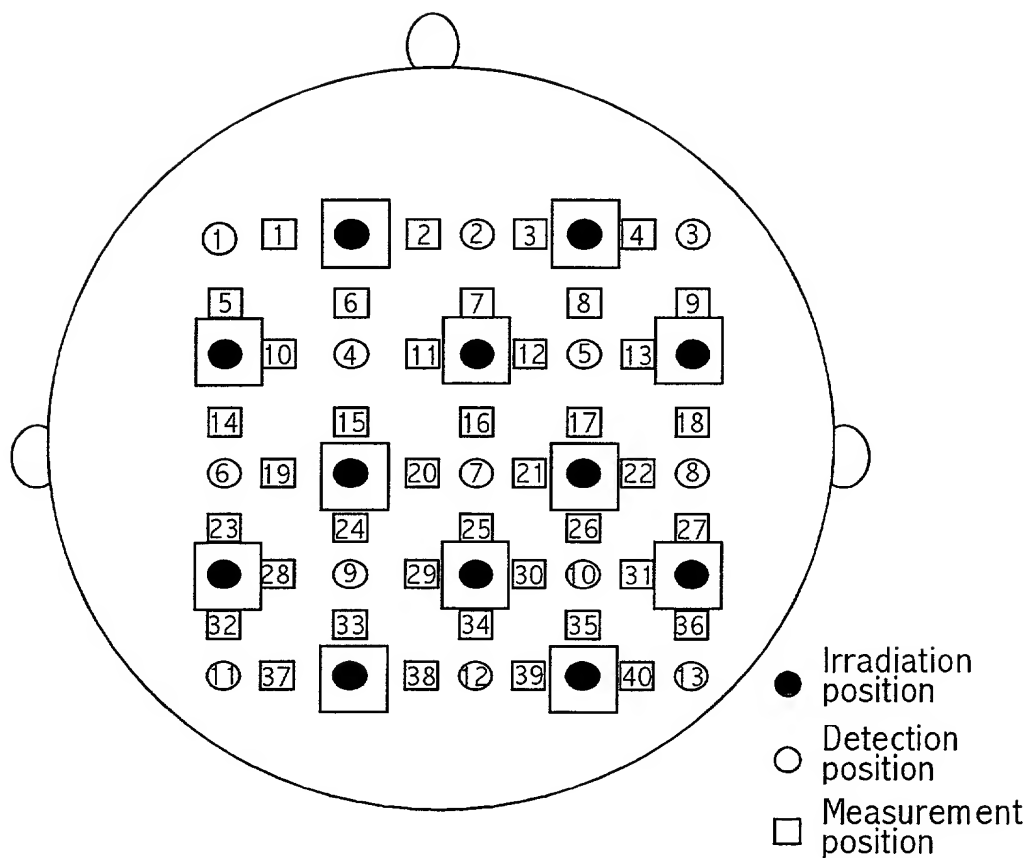 1 1 2 2 3 4 3
5 6 7 8 9
10 4 11 12 5 13
14 15 16 17 18
6 19 20 7 21 22 8
23 24 25 26 27
28 9 29 30 10 31
32 33 34 35 36
11 37 38 12 39 40 13
Irradiation
position
Detection
position
Measurement
position